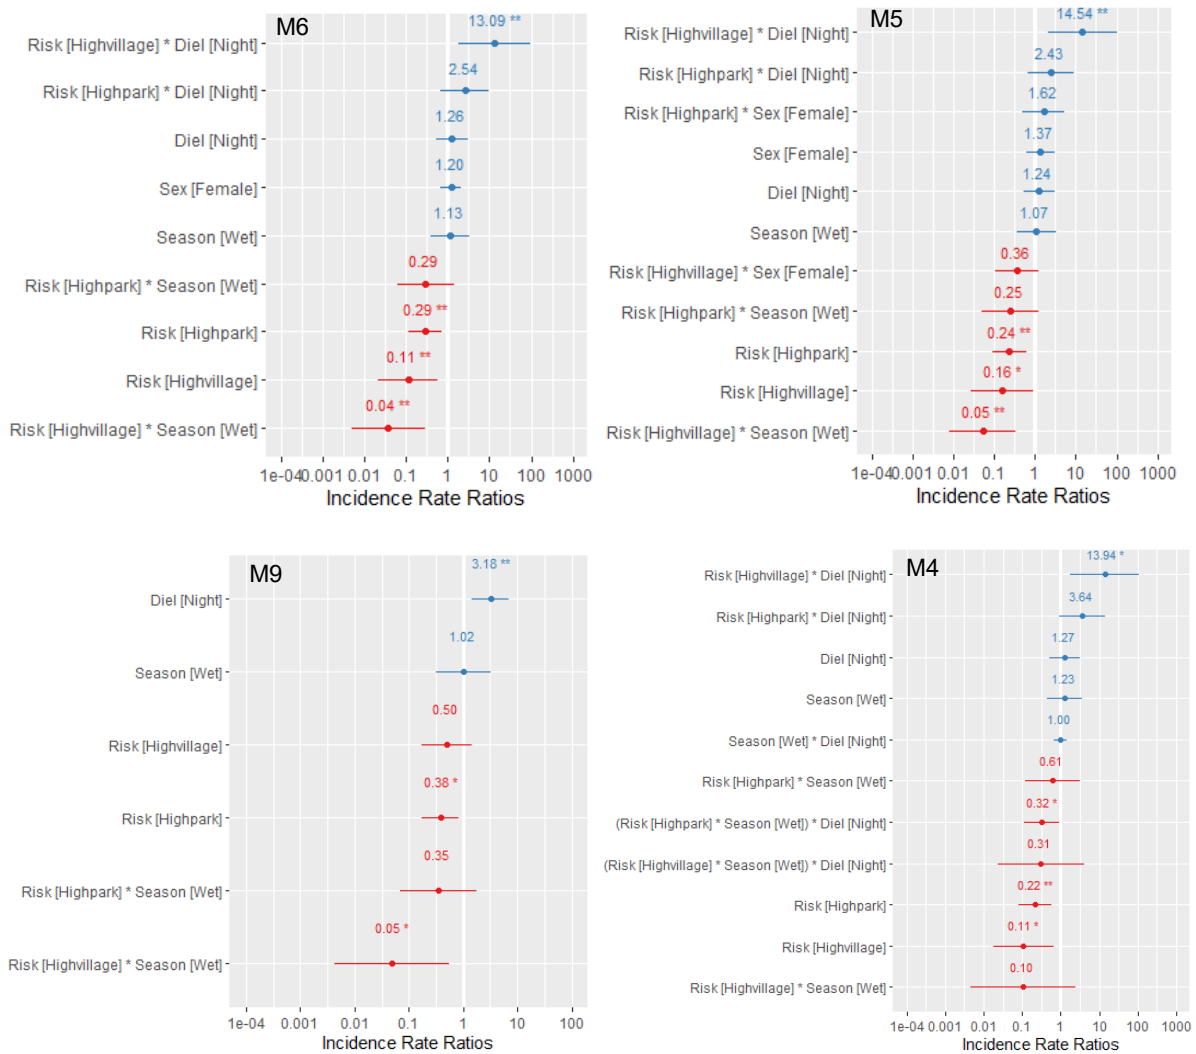 M6
13.09 **
Risk [Highvillage] * Diel [Night]
2.54
Risk [Highpark] * Diel [Night]
1.26
Diel [Night]
1.20
Sex [Female]
1.13
Season [Wet]
0.29
Risk [Highpark] * Season [Wet]
0.29 **
Risk [Highpark]
0.11 **
Risk [Highvillage]
0.04 **
Risk [Highvillage] * Season [Wet]
1e-04 0.001 0.01 0.1 1 10 100 1000
Incidence Rate Ratios
M5
14.54 **
Risk [Highvillage] * Diel [Night]
2.43
Risk [Highpark] * Diel [Night]
1.62
Risk [Highpark] * Sex [Female]
1.37
Sex [Female]
1.24
Diel [Night]
1.07
Season [Wet]
0.36
Risk [Highvillage] * Sex [Female]
0.25
Risk [Highpark] * Season [Wet]
0.24 **
Risk [Highpark]
0.16 *
Risk [Highvillage]
0.05 **
Risk [Highvillage] * Season [Wet]
1e-04 0.001 0.01 0.1 1 10 100 1000
Incidence Rate Ratios
M9
3.18 **
Diel [Night]
1.02
Season [Wet]
0.50
Risk [Highvillage]
0.38 *
Risk [Highpark]
0.35
Risk [Highpark] * Season [Wet]
0.05 *
Risk [Highvillage] * Season [Wet]
1e-04 0.001 0.01 0.1 1 10 100
Incidence Rate Ratios
M4
13.94 *
Risk [Highvillage] * Diel [Night]
3.64
Risk [Highpark] * Diel [Night]
1.27
Diel [Night]
1.23
Season [Wet]
1.00
Season [Wet] * Diel [Night]
0.61
Risk [Highpark] * Season [Wet]
0.32 *
(Risk [Highpark] * Season [Wet]) * Diel [Night]
0.31
(Risk [Highvillage] * Season [Wet]) * Diel [Night]
0.22 **
Risk [Highpark]
0.11 *
Risk [Highvillage]
0.10
Risk [Highvillage] * Season [Wet]
1e-04 0.001 0.01 0.1 1 10 100 1000
Incidence Rate Ratios